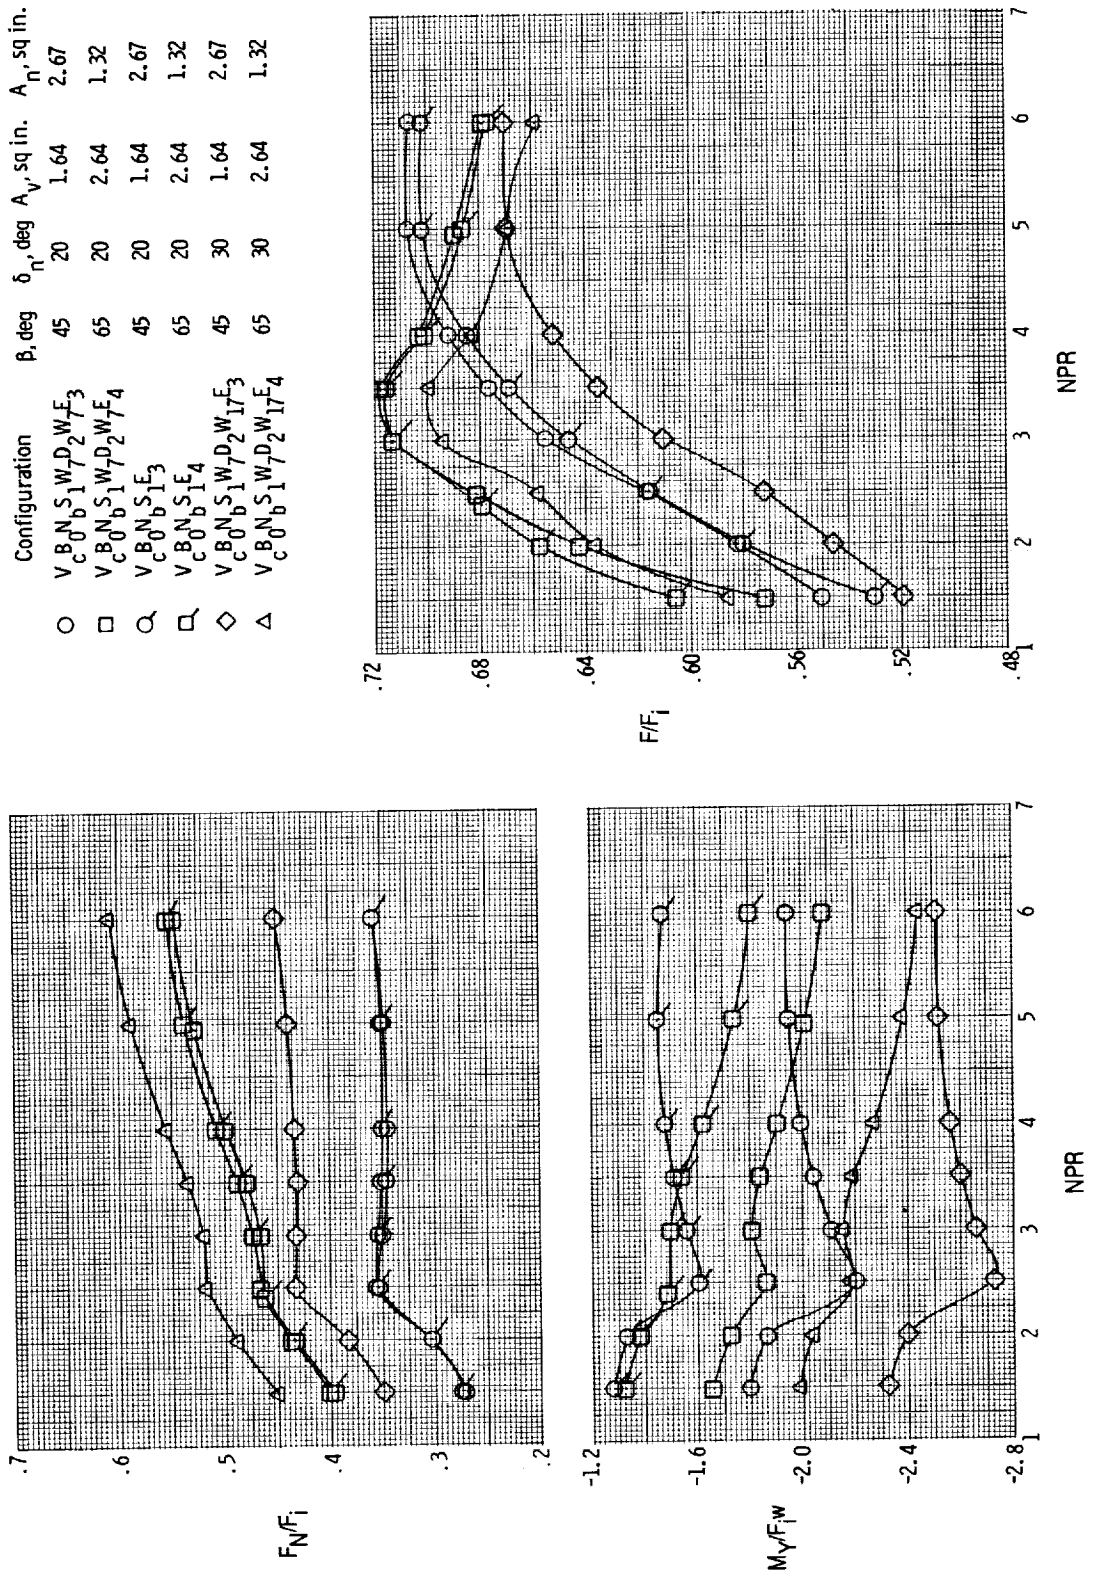 Configuration β, deg δn, deg Av, sq in. An, sq in.
VcB0NbS1W7D2W7E3 45 20 1.64 2.67
VcB0NbS1W7D2W7E4 65 20 2.64 1.32
VcB0NbS1E3 45 20 1.64 2.67
VcB0NbS1E4 65 20 2.64 1.32
VcB0NbS1W7D2W17E3 45 30 1.64 2.67
VcB0NbS1W7D2W17E4 65 30 2.64 1.32
.7
.6
.5
.4
.3
.2
FN/Fi
-1.2
-1.6
-2.0
-2.4
-2.8
MY/Fiw
1 2 3 4 5 6 7
NPR
.72
.68
.64
.60
.56
.52
.48
F/Fi
1 2 3 4 5 6 7
NPR